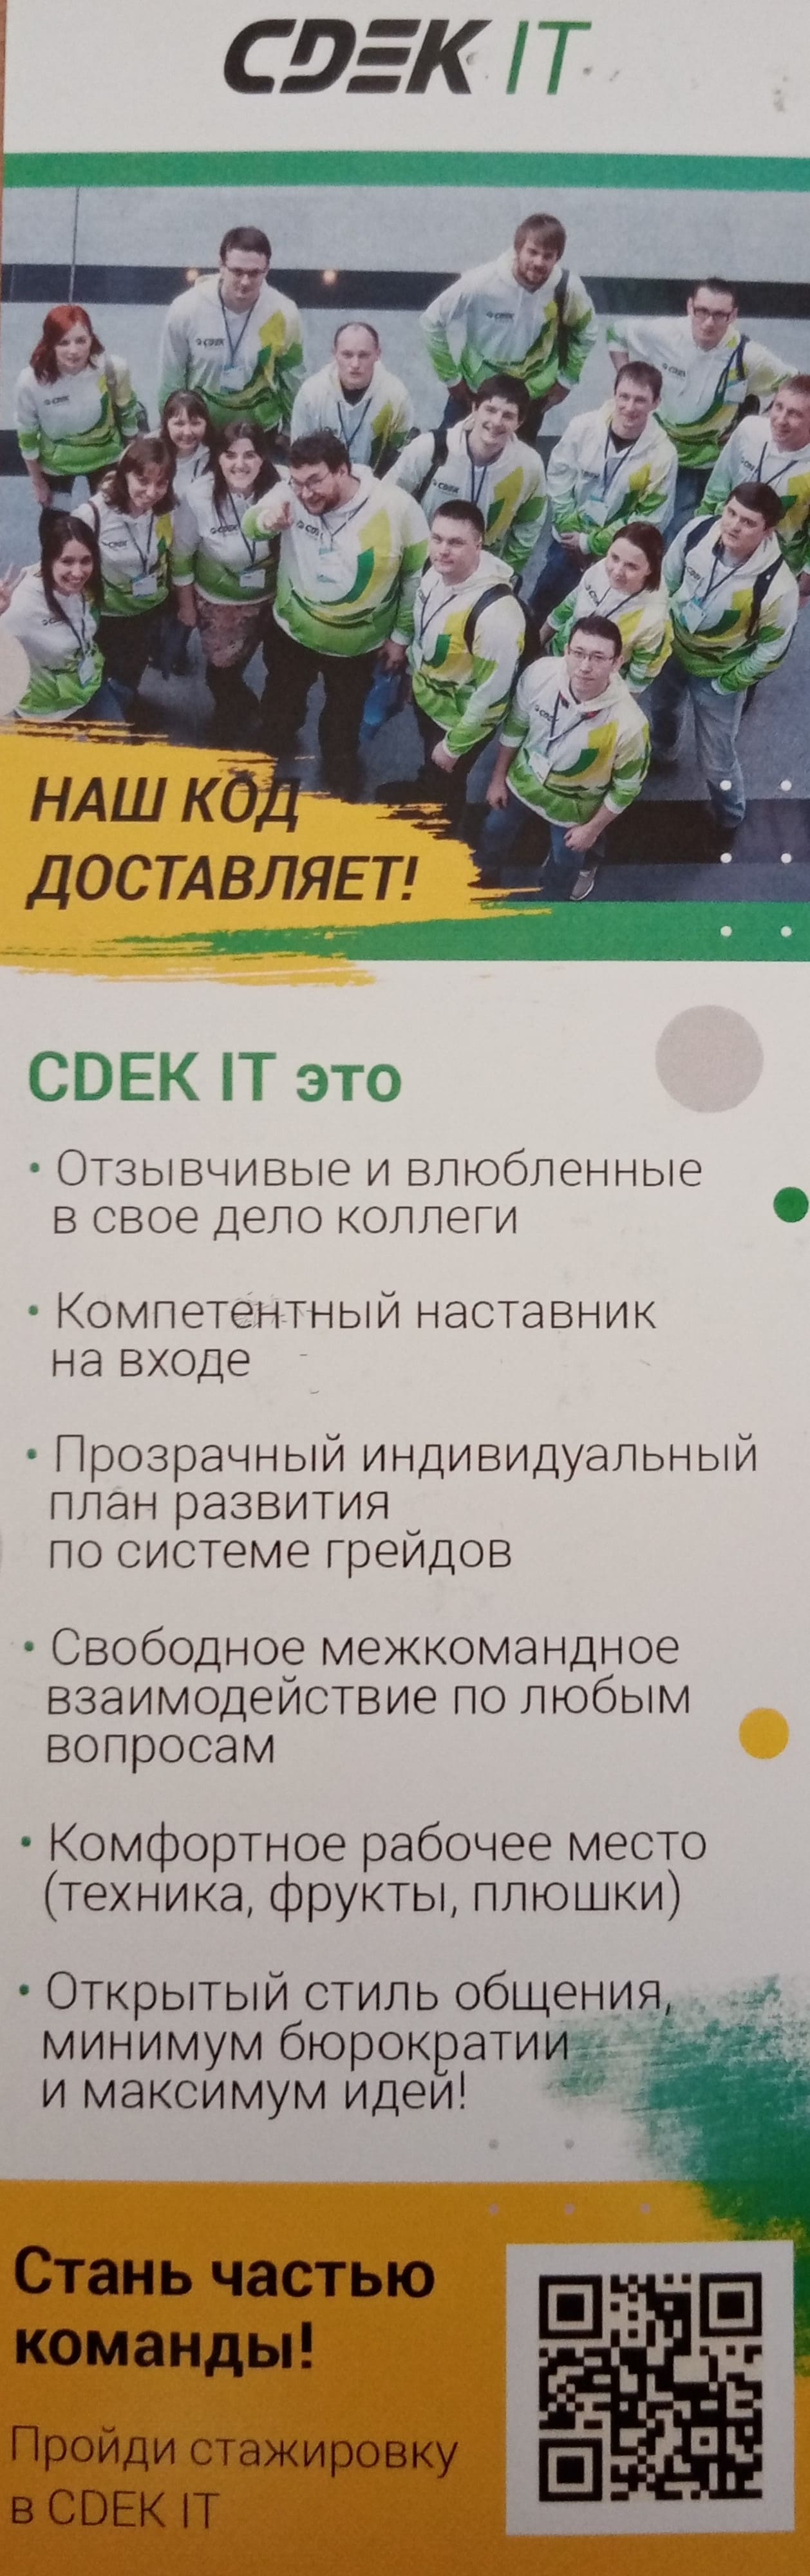 CDEK IT
НАШ КОД
ДОСТАВЛЯЕТ!
CDEK IT это
• Отзывчивые и влюбленные
в свое дело коллеги
• Компетентный наставник
на входе
• Прозрачный индивидуальный
план развития
по системе грейдов
• Свободное межкомандное
взаимодействие по любым
вопросам
• Комфортное рабочее место
(техника, фрукты, плюшки)
• Открытый стиль общения,
минимум бюрократии
и максимум идей!
Стань частью
команды!
Пройди стажировку
в CDEK IT